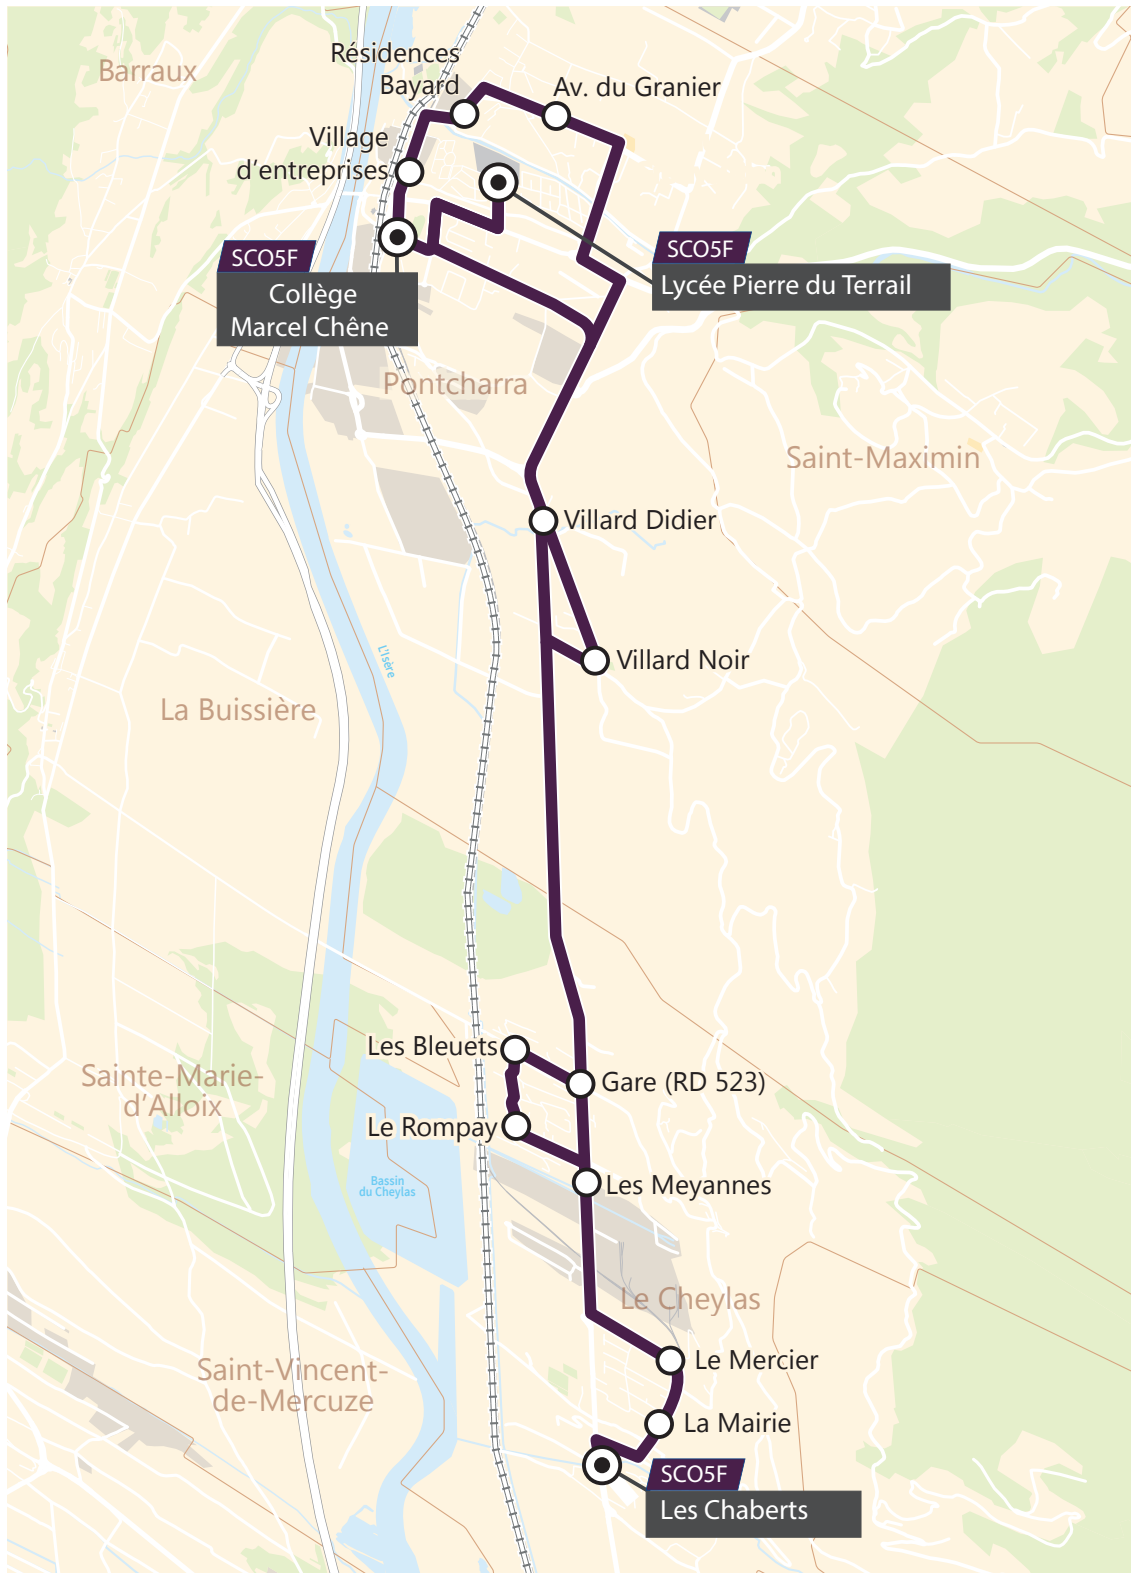 Résidences
Bayard
Av. du Granier
Barraux
Village
d'entreprises
SCO5F
Collège
Marcel Chêne
SCO5F
Lycée Pierre du Terrail
Pontcharra
Saint-Maximin
Villard Didier
Villard Noir
L'Isère
La Buissière
Les Bleuets
Gare (RD 523)
Sainte-Marie-
d'Alloix
Le Rompay
Bassin
du Cheylas
Les Meyannes
Le Cheylas
Le Mercier
Saint-Vincent-
de-Mercuze
La Mairie
SCO5F
Les Chaberts